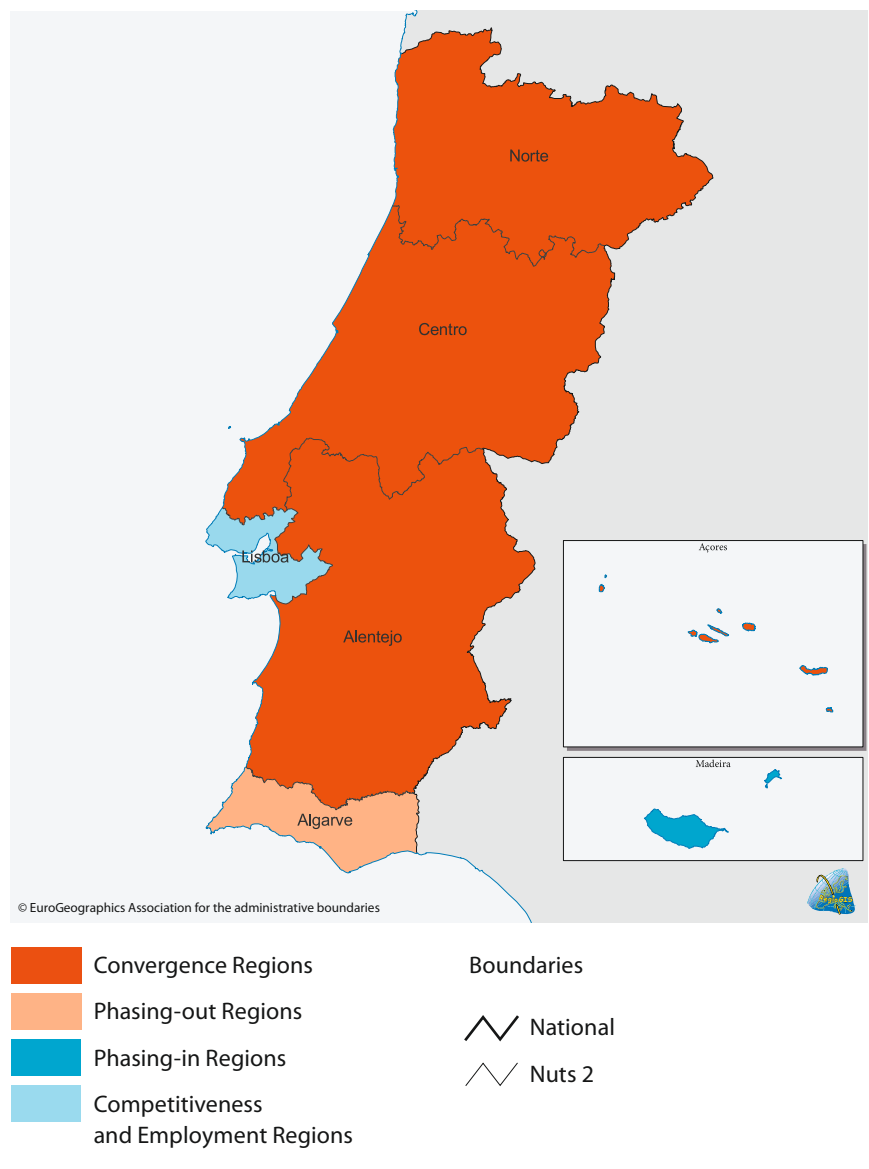 Norte
Centro
Lisboa
Açores
Alentejo
Madeira
Algarve
RegioGIS
© EuroGeographics Association for the administrative boundaries
Convergence Regions
Phasing-out Regions
Phasing-in Regions
Competitiveness
and Employment Regions
Boundaries
National
Nuts 2